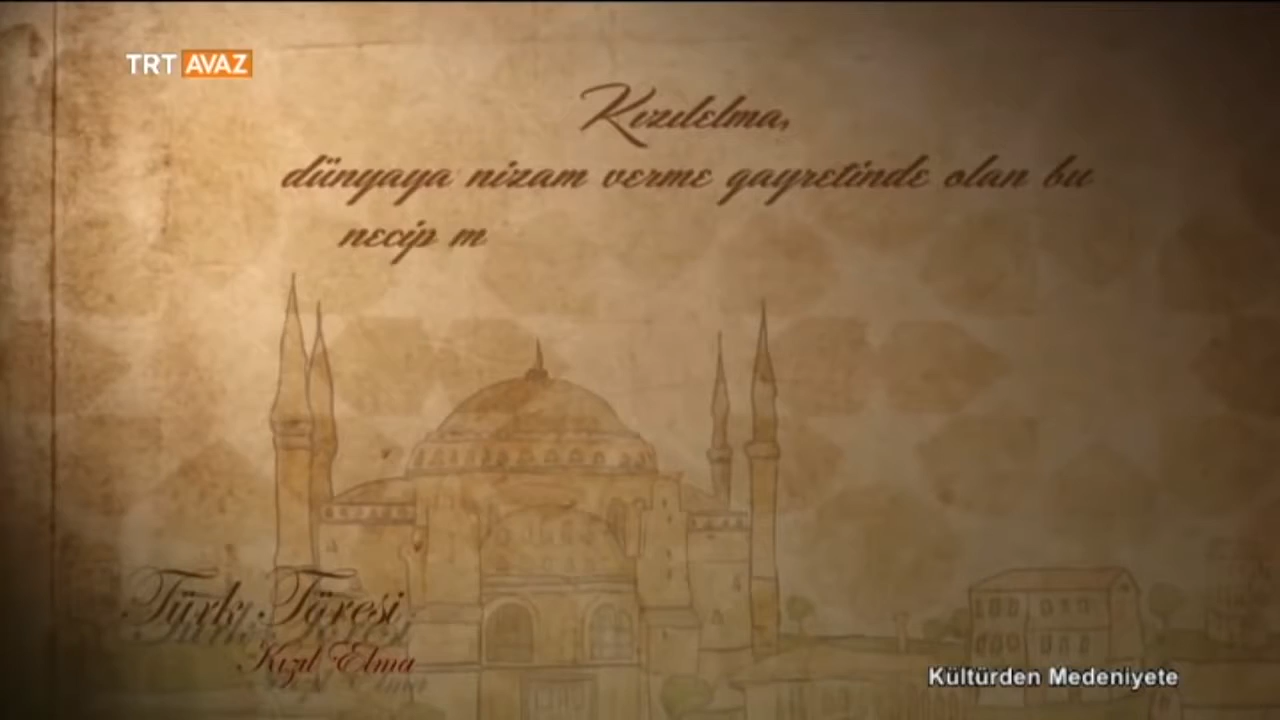 TRT AVAZ
Kızılelma,
dünyaya nizam verme gayretinde olan bu
necip m
Türk Töresi
Kızıl Elma
Kültürden Medeniyete